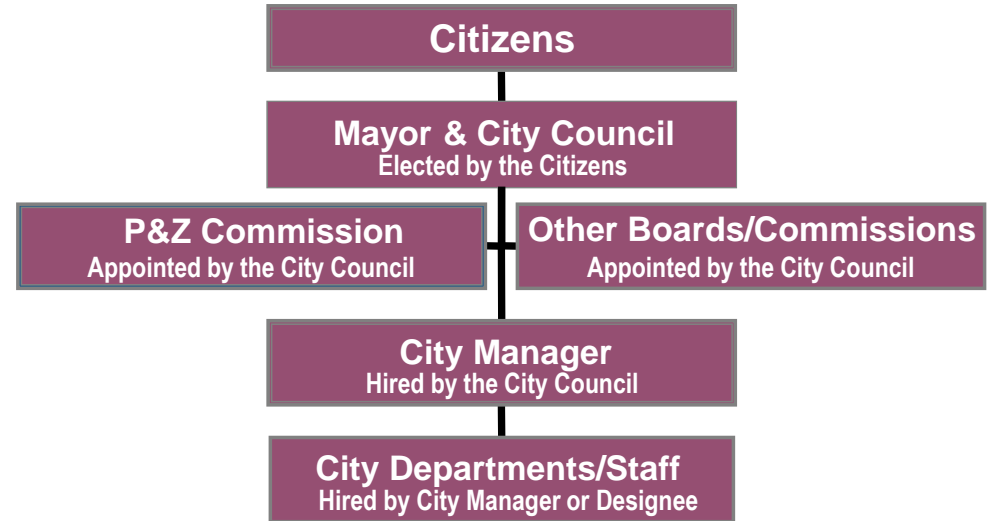 Citizens
Mayor & City Council
Elected by the Citizens
P&Z Commission
Appointed by the City Council
Other Boards/Commissions
Appointed by the City Council
City Manager
Hired by the City Council
City Departments/Staff
Hired by City Manager or Designee